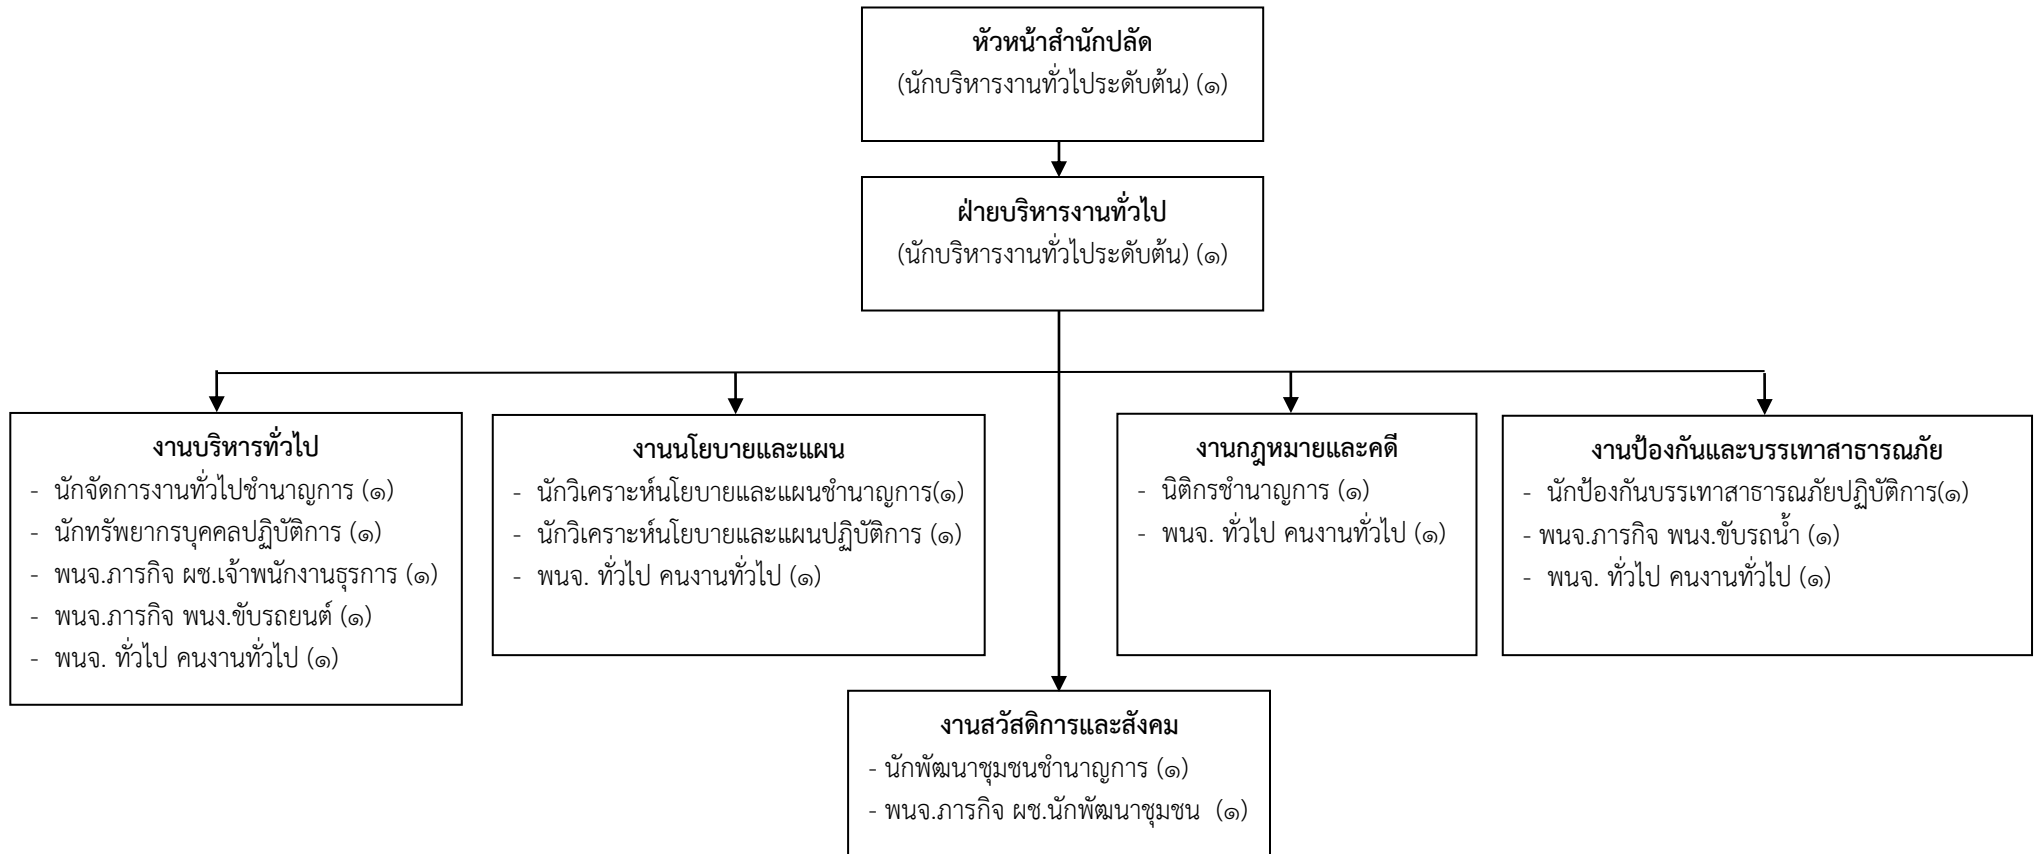 หัวหน้าสำนักปลัด
(นักบริหารงานทั่วไประดับต้น) (๑)
ฝ่ายบริหารงานทั่วไป
(นักบริหารงานทั่วไประดับต้น) (๑)
งานบริหารทั่วไป
- นักจัดการงานทั่วไปชำนาญการ (๑)
- นักทรัพยากรบุคคลปฏิบัติการ (๑)
- พนจ.ภารกิจ ผช.เจ้าพนักงานธุรการ (๑)
- พนจ.ภารกิจ พนง.ขับรถยนต์ (๑)
- พนจ. ทั่วไป คนงานทั่วไป (๑)
งานนโยบายและแผน
- นักวิเคราะห์นโยบายและแผนชำนาญการ(๑)
- นักวิเคราะห์นโยบายและแผนปฏิบัติการ (๑)
- พนจ. ทั่วไป คนงานทั่วไป (๑)
งานกฎหมายและคดี
- นิติกรชำนาญการ (๑)
- พนจ. ทั่วไป คนงานทั่วไป (๑)
งานป้องกันและบรรเทาสาธารณภัย
- นักป้องกันบรรเทาสาธารณภัยปฏิบัติการ(๑)
- พนจ.ภารกิจ พนง.ขับรถน้ำ (๑)
- พนจ. ทั่วไป คนงานทั่วไป (๑)
งานสวัสดิการและสังคม
- นักพัฒนาชุมชนชำนาญการ (๑)
- พนจ.ภารกิจ ผช.นักพัฒนาชุมชน (๑)